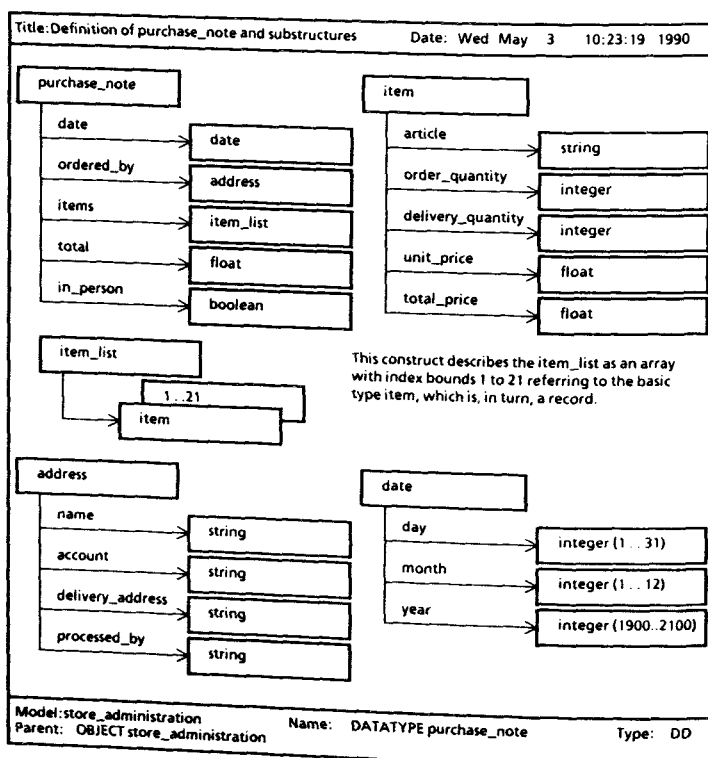 Title:Definition of purchase_note and substructures Date: Wed May 3 10:23:19 1990
purchase_note
date
date
ordered_by
address
items
item_list
total
float
in_person
boolean
item
article
string
order_quantity
integer
delivery_quantity
integer
unit_price
float
total_price
float
item_list
1..21
item
This construct describes the item_list as an array
with index bounds 1 to 21 referring to the basic
type item, which is, in turn, a record.
address
name
string
account
string
delivery_address
string
processed_by
string
date
day
integer (1 . . 31)
month
integer (1 . . 12)
year
integer (1900..2100)
Model:store_administration Name: DATATYPE purchase_note Type: DD
Parent: OBJECT store_administration